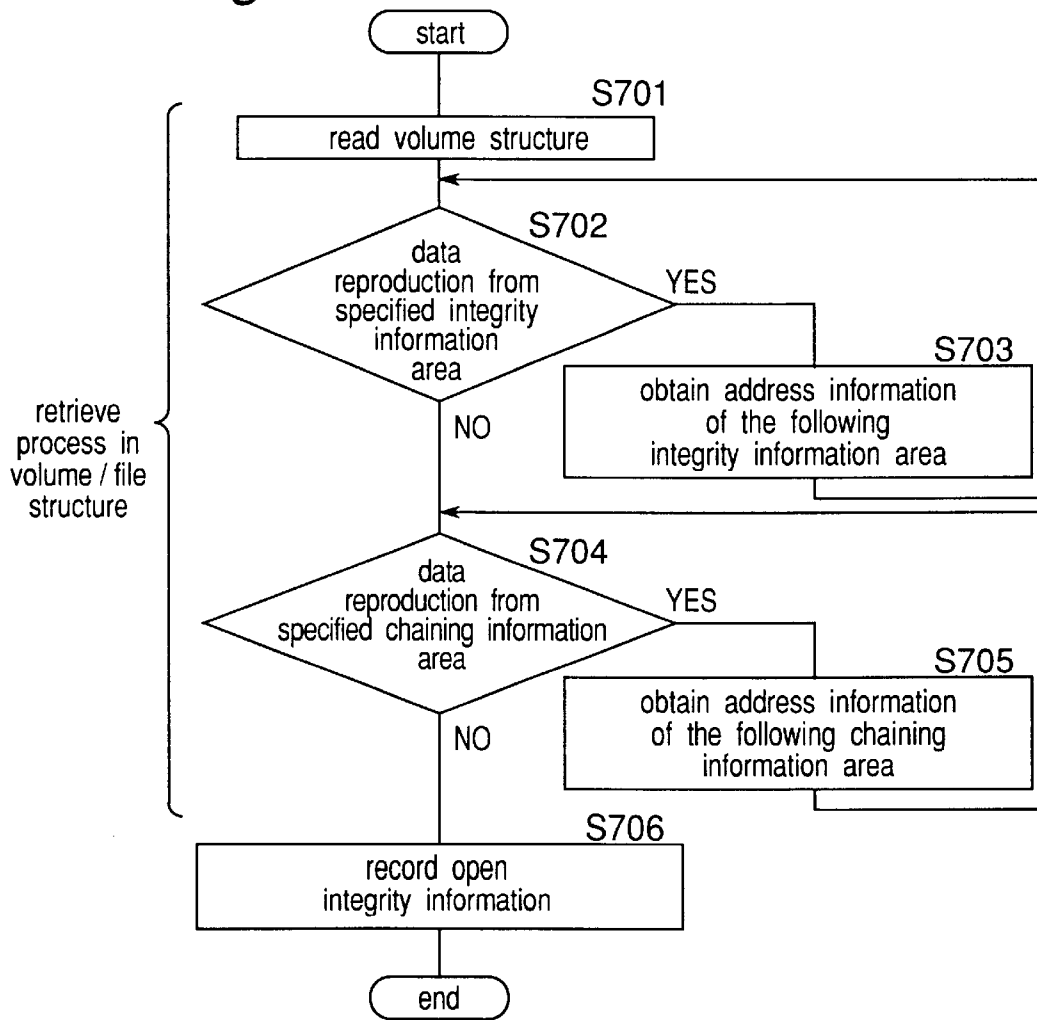 start
S701
read volume structure
S702
data
reproduction from
specified integrity
information
area
YES
S703
obtain address information
of the following
integrity information area
NO
retrieve
process in
volume / file
structure
S704
data
reproduction from
specified chaining information
area
YES
S705
obtain address information
of the following chaining
information area
NO
S706
record open
integrity information
end